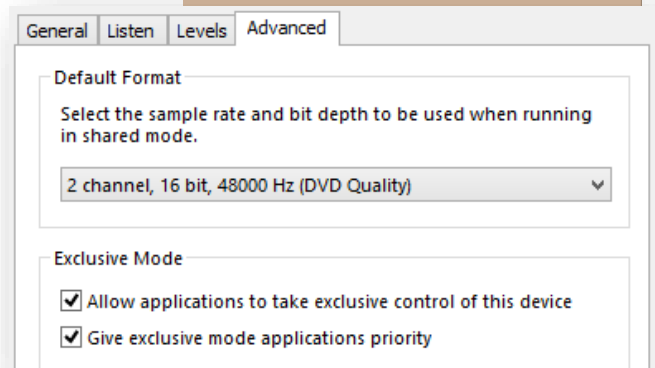 General Listen Levels Advanced
Default Format
Select the sample rate and bit depth to be used when running
in shared mode.
2 channel, 16 bit, 48000 Hz (DVD Quality)
Exclusive Mode
Allow applications to take exclusive control of this device
Give exclusive mode applications priority